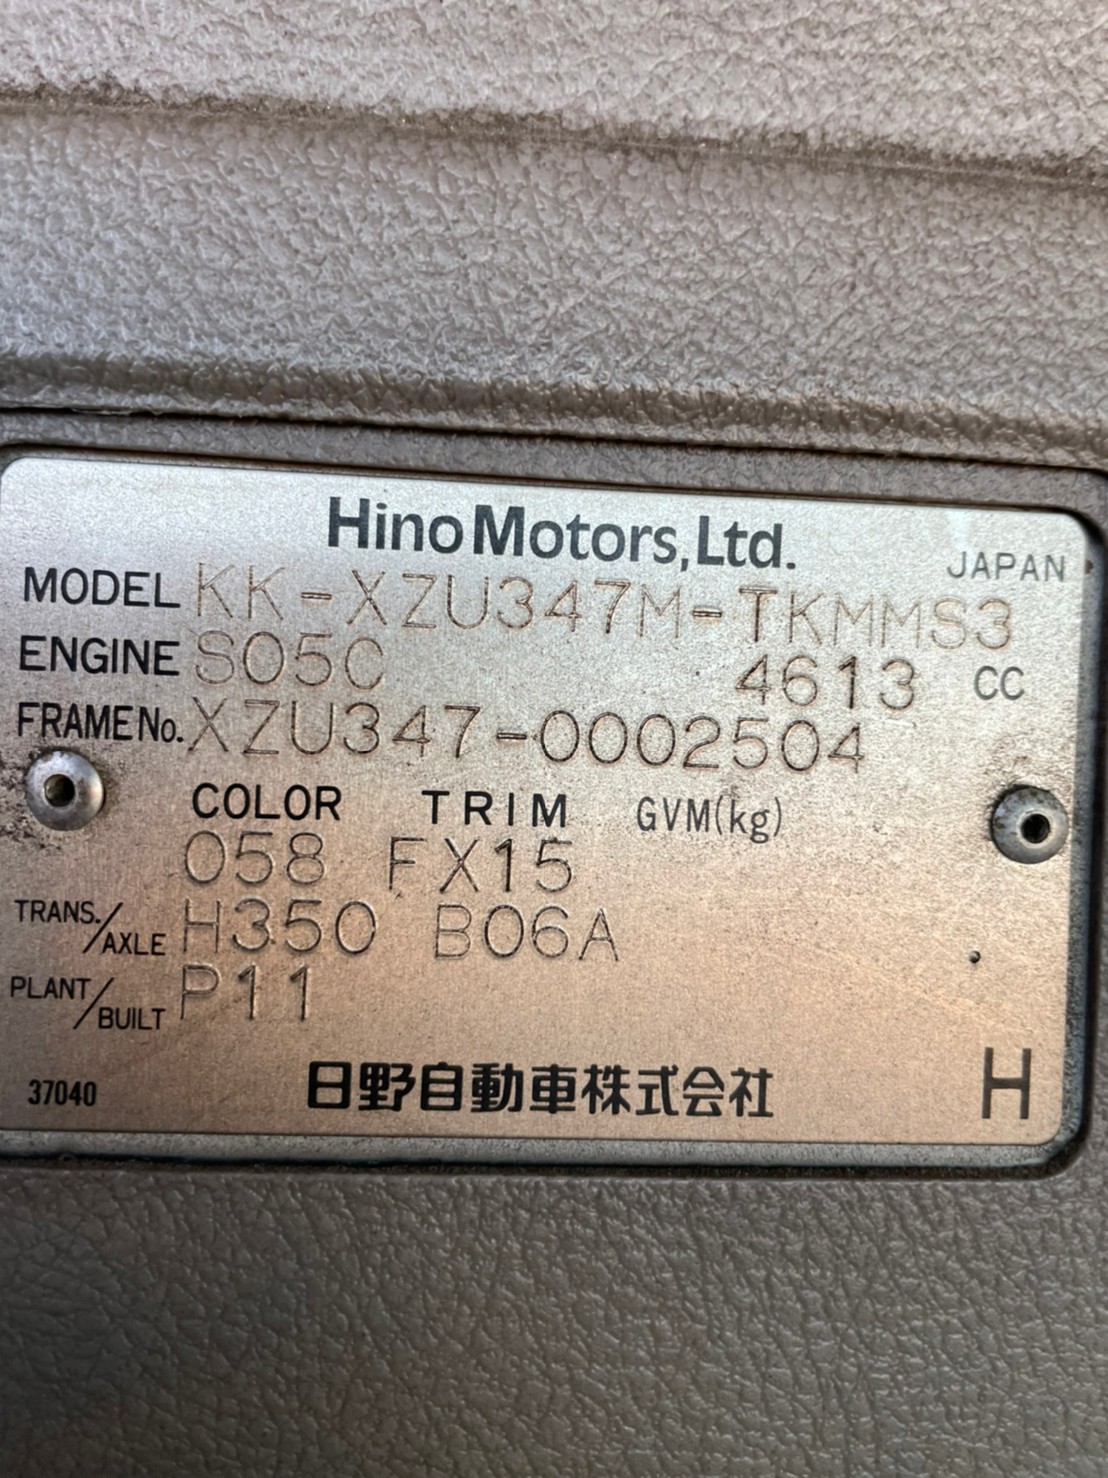 Hino Motors, Ltd.
JAPAN
MODEL KK-XZU347M-TKMMS3
ENGINE S05C 4613 CC
FRAME No. XZU347-0002504
COLOR TRIM GVM(kg)
058 FX15
TRANS./AXLE H350 B06A
PLANT/BUILT P11
37040 日野自動車株式会社 H